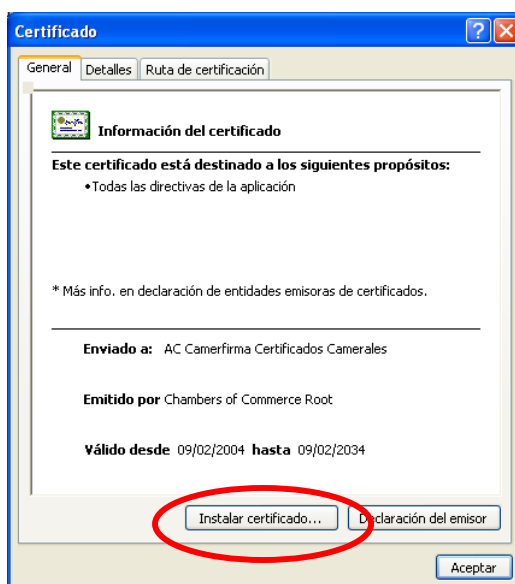 Certificado
General Detalles Ruta de certificación
Información del certificado
Este certificado está destinado a los siguientes propósitos:
•Todas las directivas de la aplicación
* Más info. en declaración de entidades emisoras de certificados.
Enviado a: AC Camerfirma Certificados Camerales
Emitido por Chambers of Commerce Root
Válido desde 09/02/2004 hasta 09/02/2034
Instalar certificado... Declaración del emisor
Aceptar